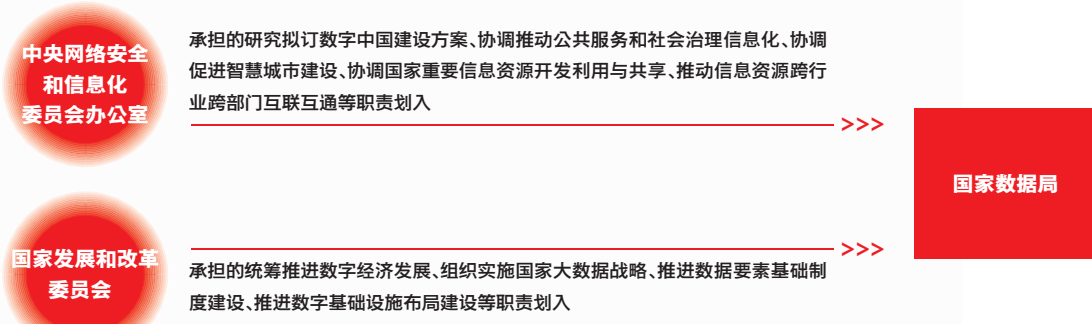 中央网络安全
和信息化
委员会办公室
承担的研究拟订数字中国建设方案、协调推动公共服务和社会治理信息化、协调
促进智慧城市建设、协调国家重要信息资源开发利用与共享、推动信息资源跨行
业跨部门互联互通等职责划入
>>>
国家数据局
国家发展和改革
委员会
>>>
承担的统筹推进数字经济发展、组织实施国家大数据战略、推进数据要素基础制
度建设、推进数字基础设施布局建设等职责划入